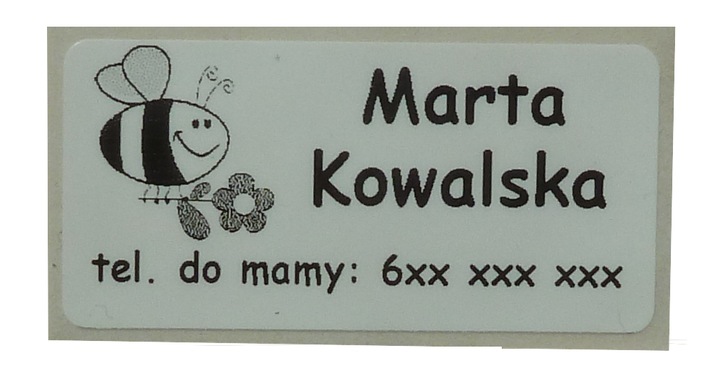 Marta
Kowalska
tel. do mamy: 6xx xxx xxx